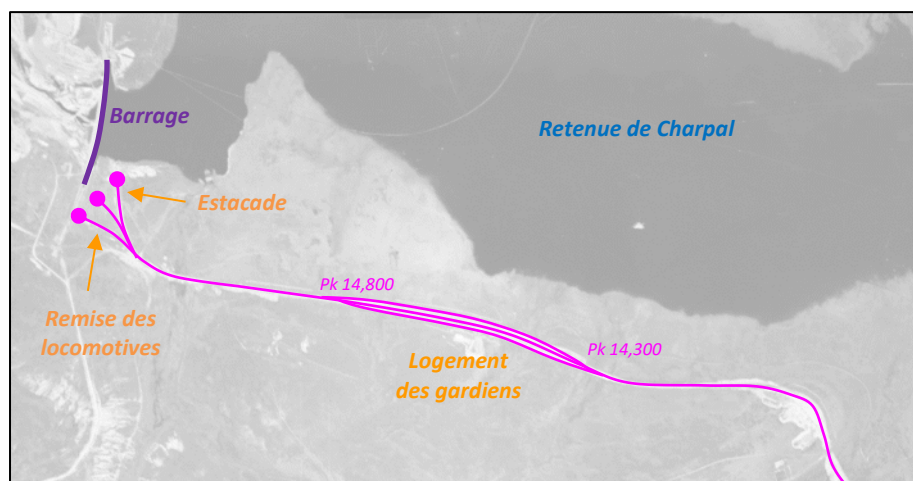 Barrage
Retenue de Charpal
Estacade
Pk 14,800
Remise des
locomotives
Pk 14,300
Logement
des gardiens